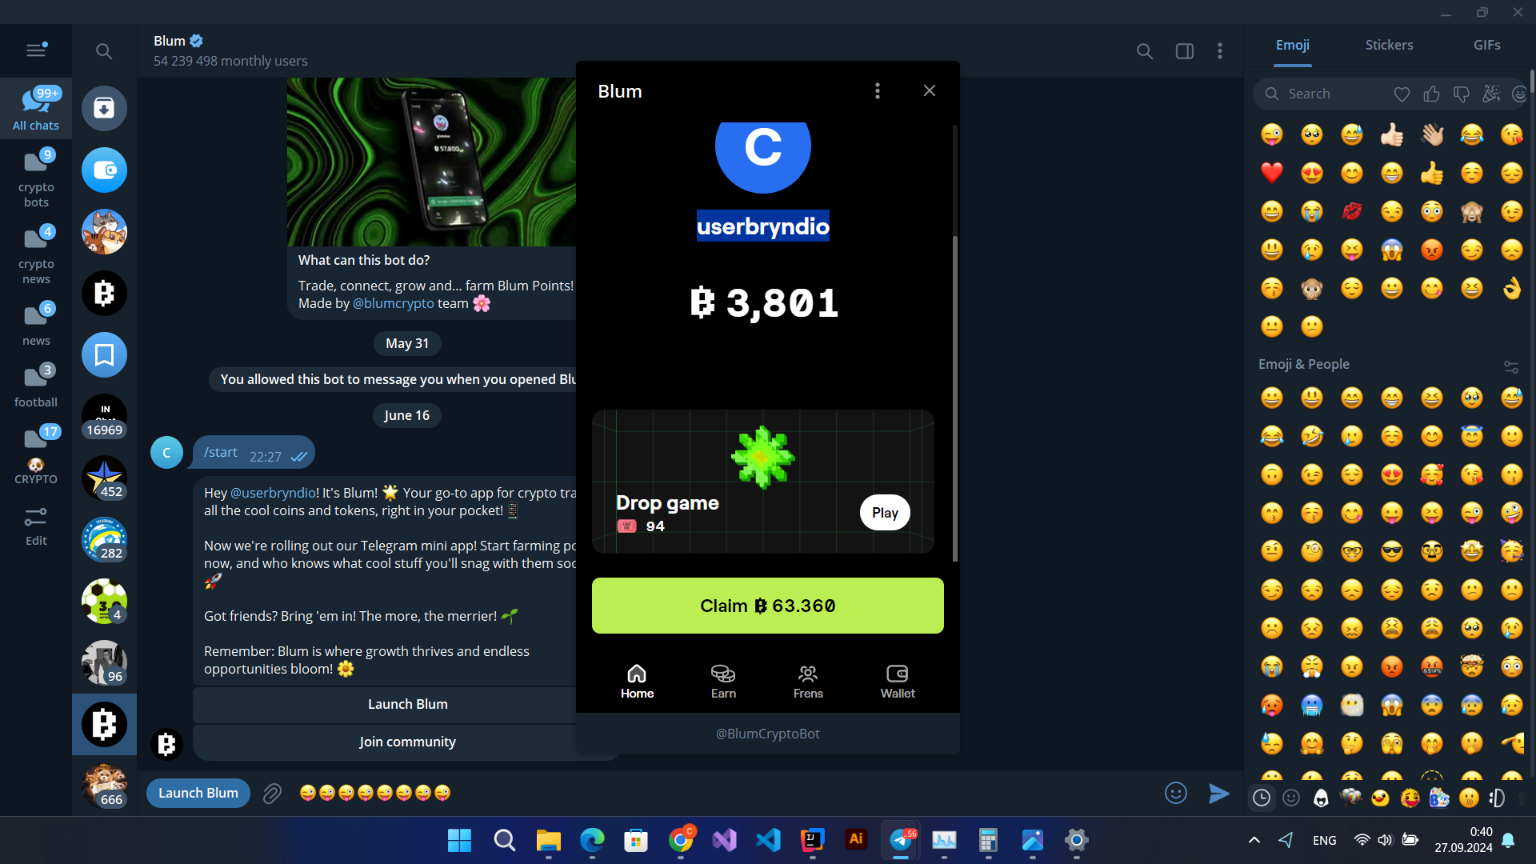 99+
All chats
9
crypto
bots
4
crypto
news
6
news
3
football
17
CRYPTO
Edit
IN
16969
452
282
4
96
666
Blum
54 239 498 monthly users
What can this bot do?
Trade, connect, grow and... farm Blum Points!
Made by @blumcrypto team 🌸
May 31
You allowed this bot to message you when you opened Blu
June 16
C
/start 22:27
Hey @userbryndio! It's Blum! 🌟 Your go-to app for crypto tra
all the cool coins and tokens, right in your pocket! 📱
Now we're rolling out our Telegram mini app! Start farming po
now, and who knows what cool stuff you'll snag with them soo
🚀
Got friends? Bring 'em in! The more, the merrier! 🌱
Remember: Blum is where growth thrives and endless
opportunities bloom! 🌼
Launch Blum
Join community
Launch Blum
😜😜😜😜😜😜😜😜
Blum
C
userbryndio
3,801
Drop game
94
Play
Claim 63.360
Home
Earn
Frens
Wallet
@BlumCryptoBot
Emoji
Stickers
GIFs
Search
Emoji & People
Ai
56
ENG
0:40
27.09.2024